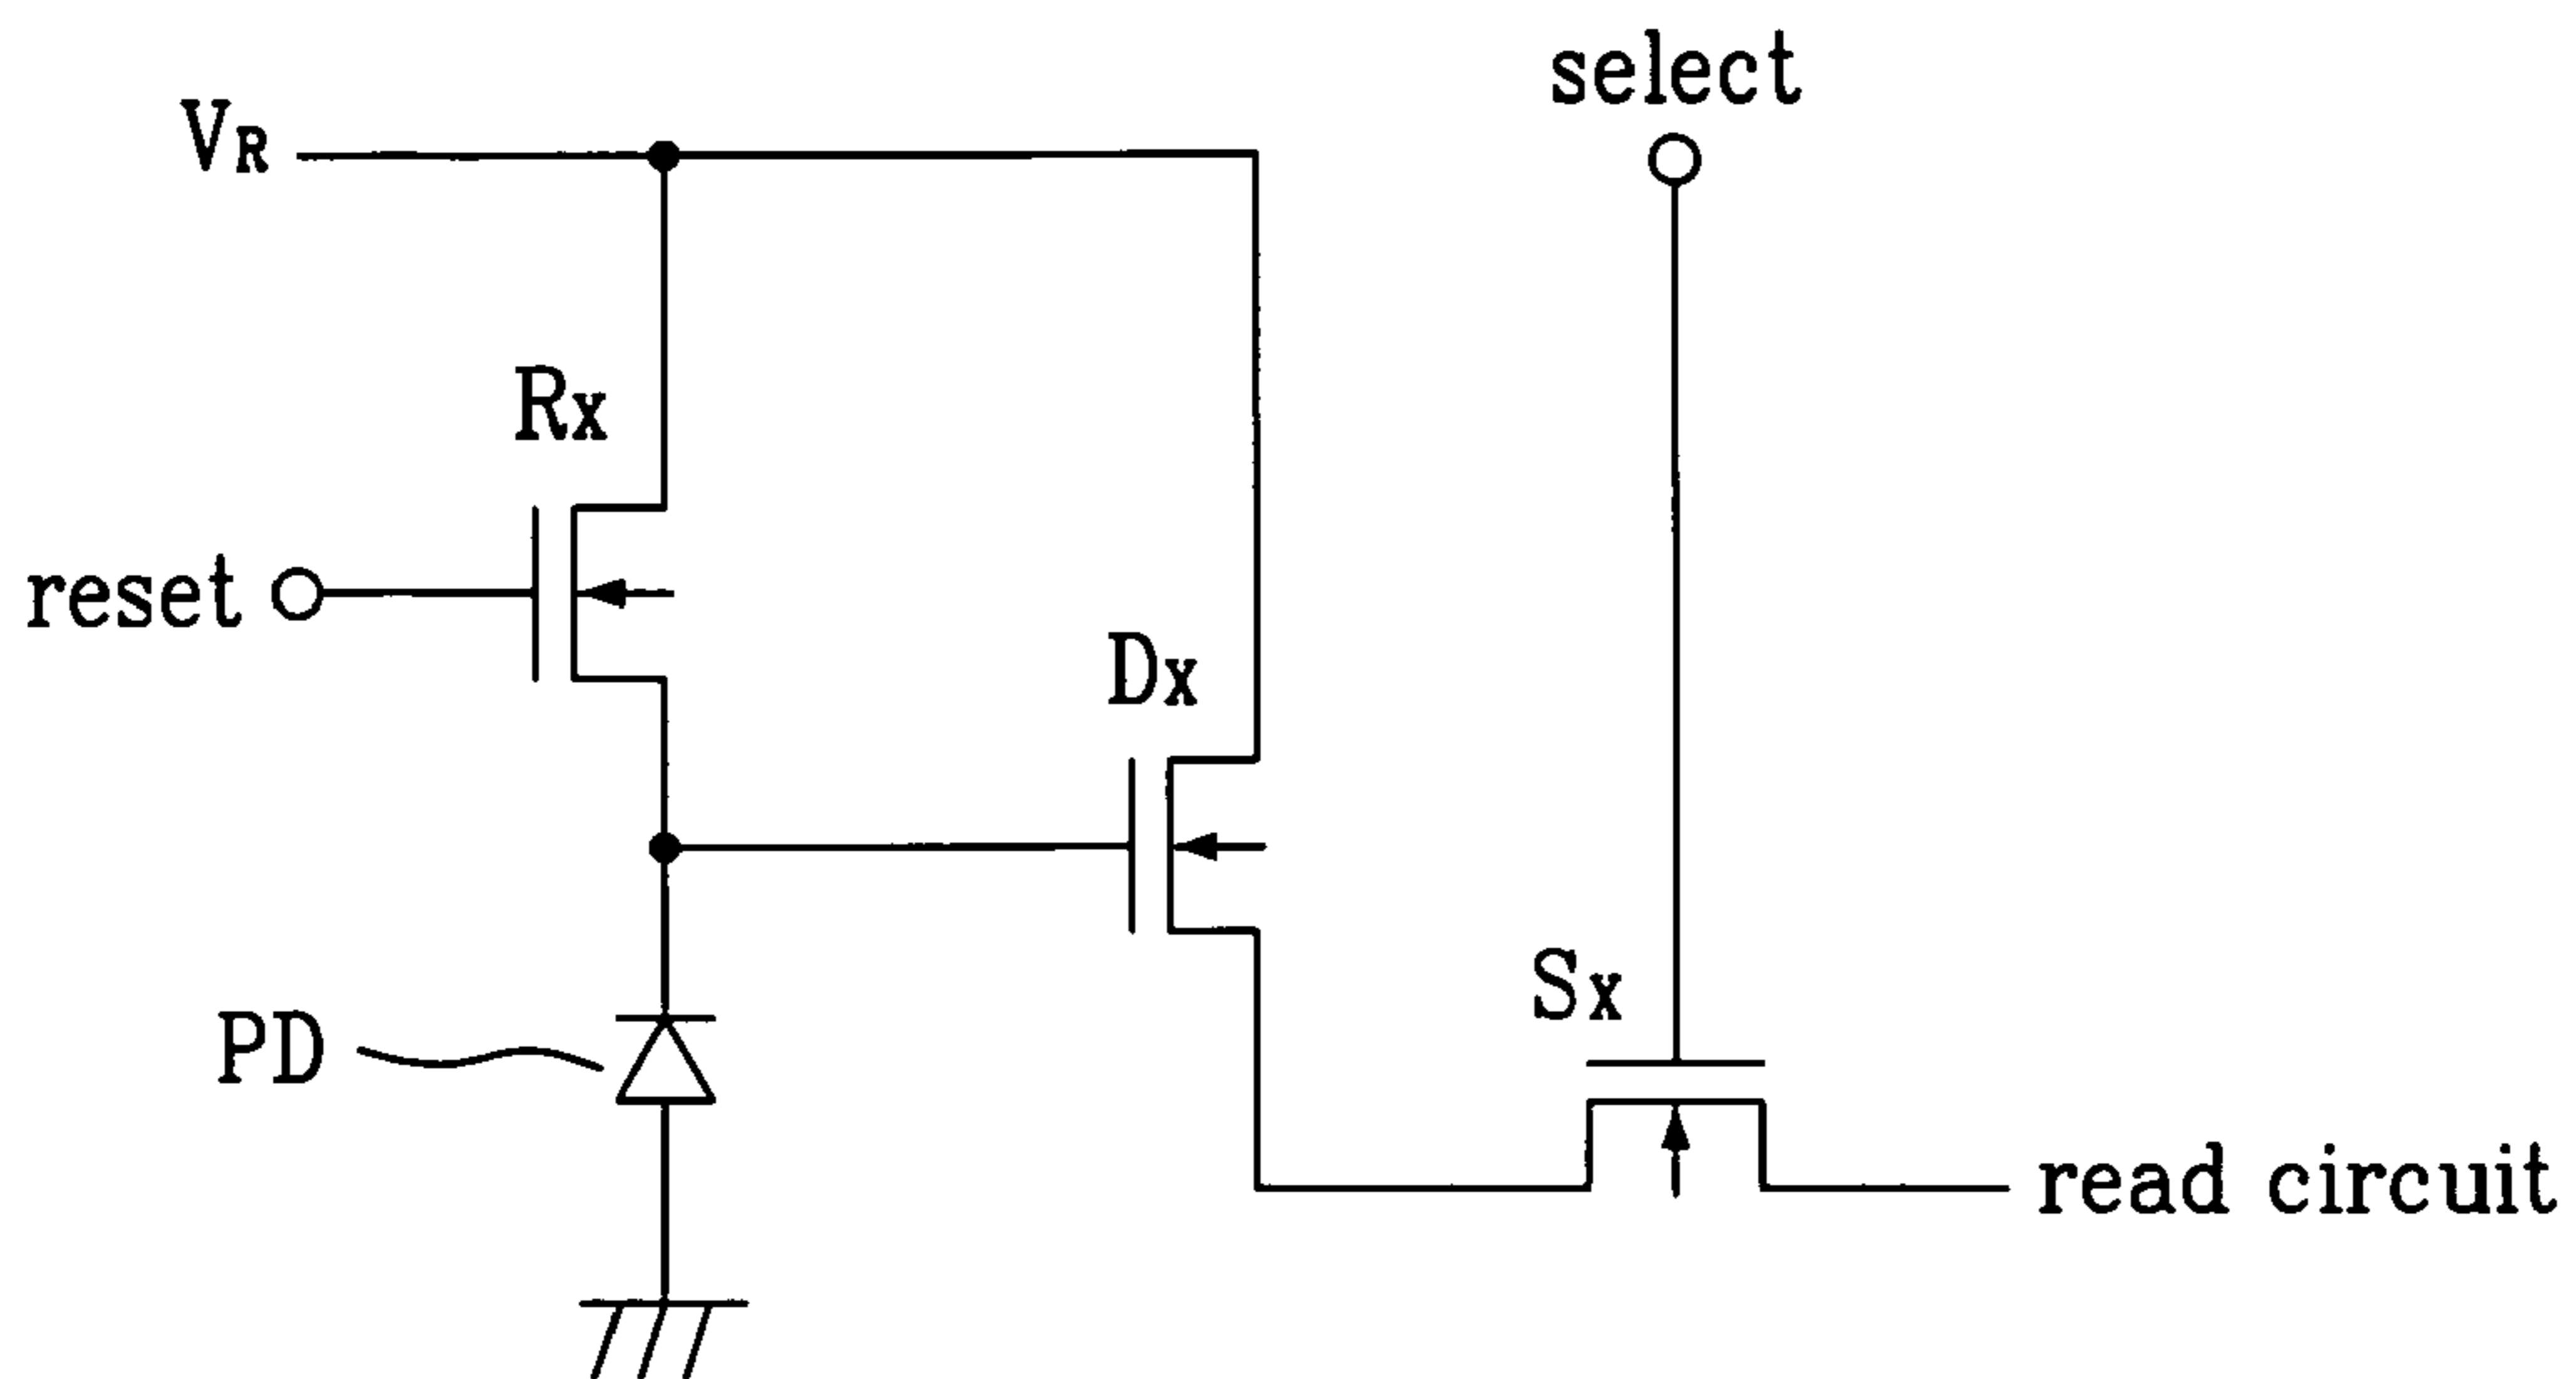 select
VR
Rx
reset
Dx
Sx
PD
read circuit